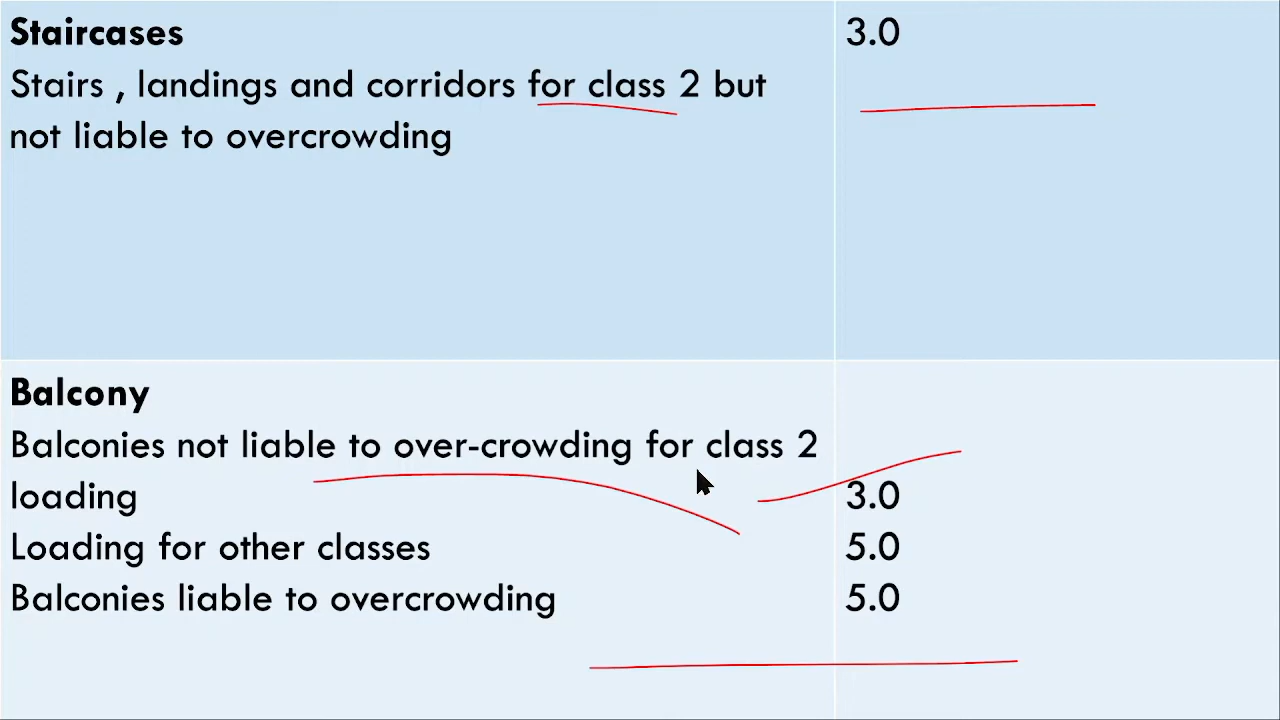 Staircases 3.0
Stairs , landings and corridors for class 2 but
not liable to overcrowding
Balcony
Balconies not liable to over-crowding for class 2
loading 3.0
Loading for other classes 5.0
Balconies liable to overcrowding 5.0